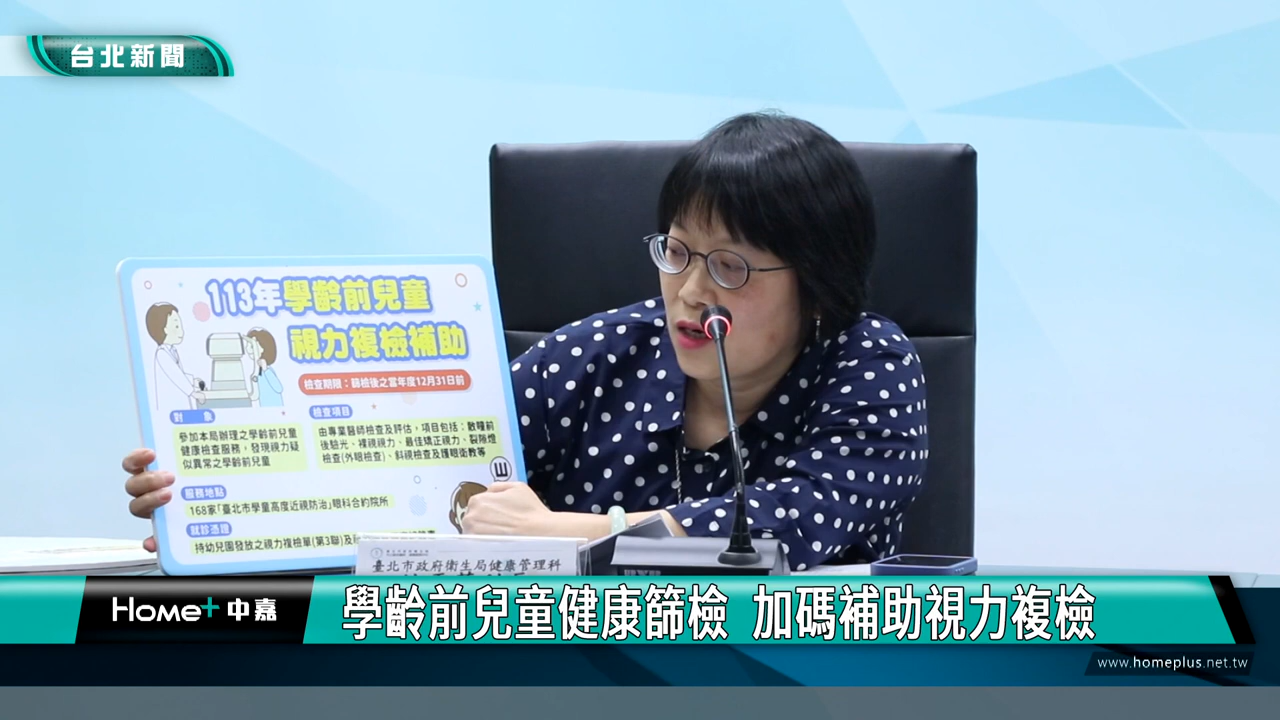 台北新聞
113年學齡前兒童
視力複檢補助
檢查期限：篩檢後之當年度12月31日前
對 象
參加本局辦理之學齡前兒童
健康檢查服務，發現視力疑
似異常之學齡前兒童
檢查項目
由專業醫師檢查及評估，項目包括：散瞳前
後驗光、裸視視力、最佳矯正視力、裂隙燈
檢查(外眼檢查)、斜視檢查及護眼衛教等
服務地點
168家「臺北市學童高度近視防治」眼科合約院所
就診憑證
持幼兒園發放之視力複檢單(第3聯)及
臺北市政府衛生局健康管理科
Home+中嘉
學齡前兒童健康篩檢 加碼補助視力複檢
www.homeplus.net.tw